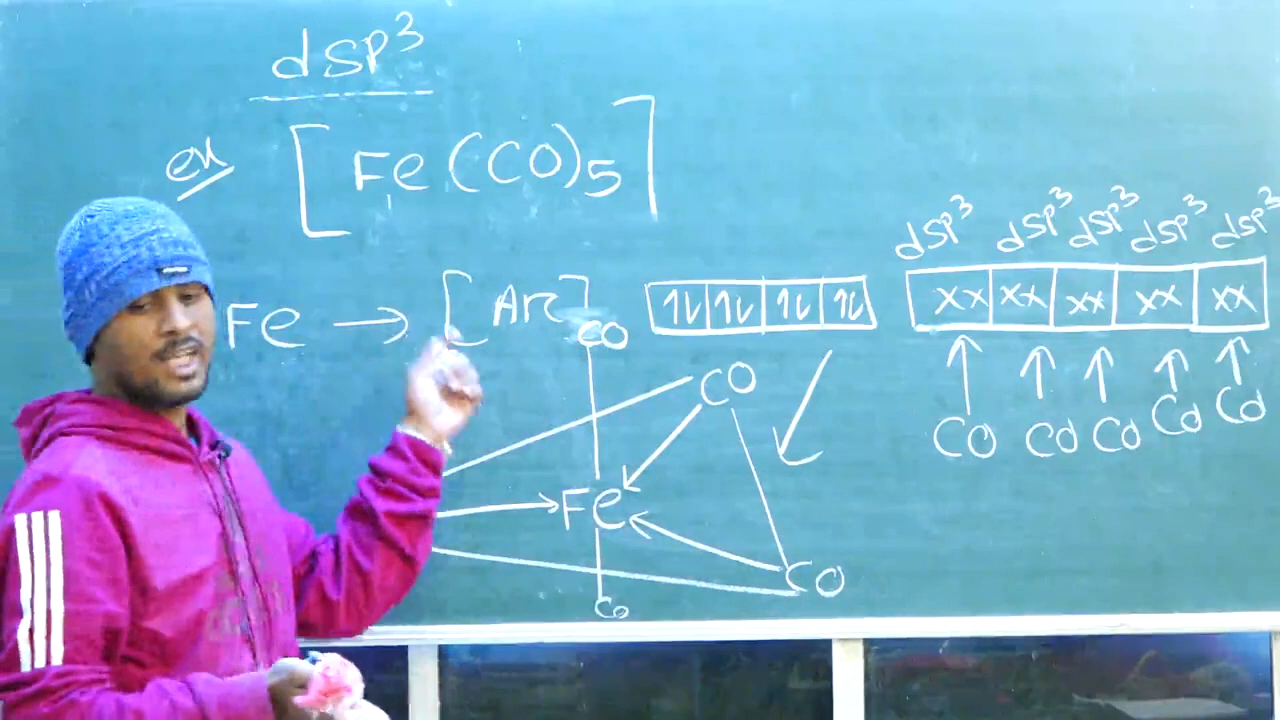 dsp³
ex [Fe(CO)₅]
dsp³ dsp³ dsp³ dsp³ dsp³
Fe → [Ar] ↑↓ ↑↓ ↑↓ ↑↓ xx xx xx xx xx
CO
CO
CO CO CO CO CO
Fe
CO
CO